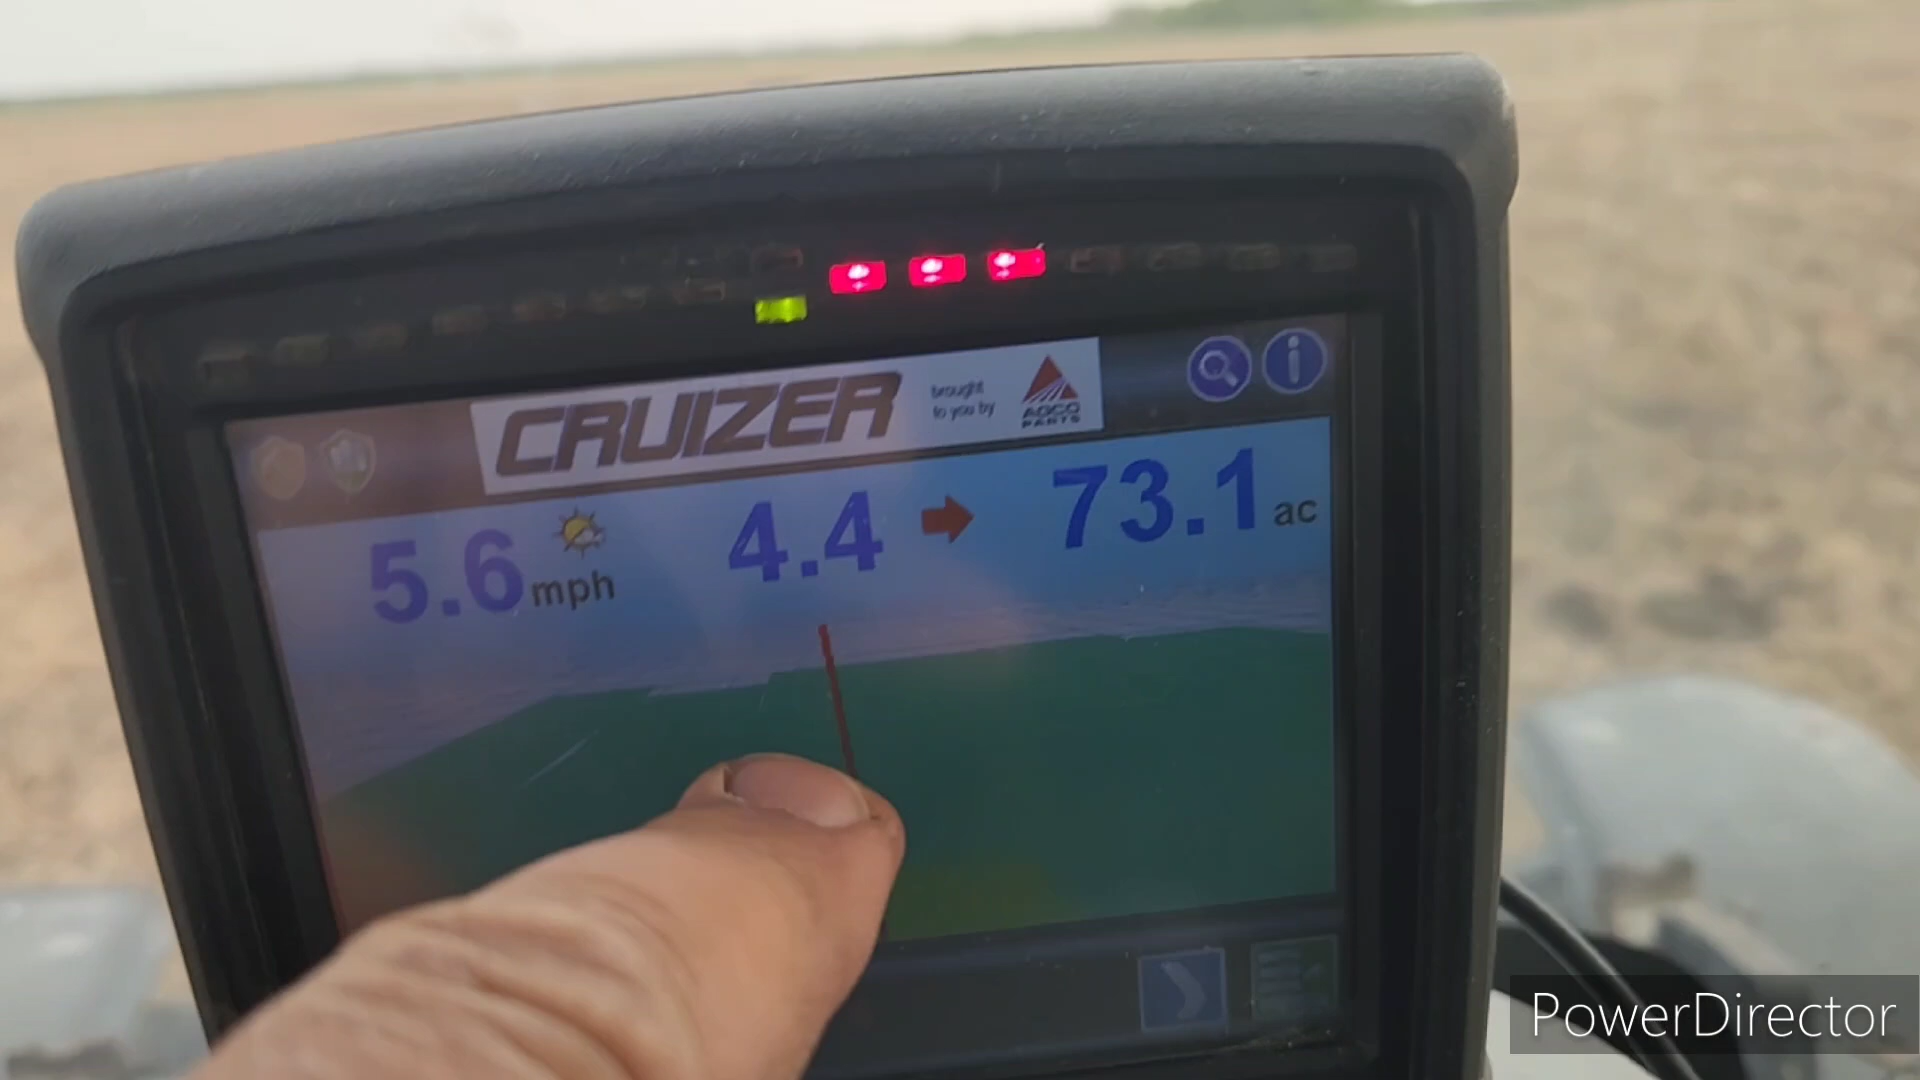 CRUIZER
brought
to you by
AGCO
PARTS
i
5.6 mph
4.4
73.1 ac
PowerDirector